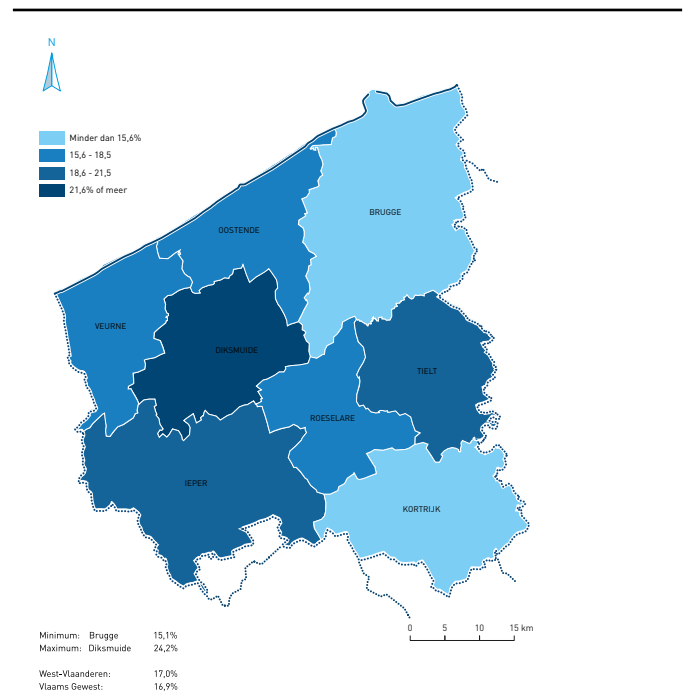 N
Minder dan 15,6%
15,6 - 18,5
18,6 - 21,5
21,6% of meer
BRUGGE
OOSTENDE
VEURNE
DIKSMUIDE
TIELT
ROESELARE
IEPER
KORTRIJK
0 5 10 15 km
Minimum: Brugge 15,1%
Maximum: Diksmuide 24,2%
West-Vlaanderen: 17,0%
Vlaams Gewest: 16,9%